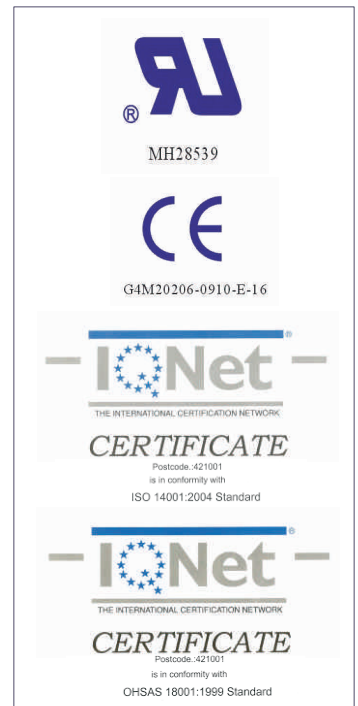 RU
®
MH28539
CE
G4M20206-0910-E-16
®
IQNet
THE INTERNATIONAL CERTIFICATION NETWORK
CERTIFICATE
Postcode.:421001
is in conformity with
ISO 14001:2004 Standard
®
IQNet
THE INTERNATIONAL CERTIFICATION NETWORK
CERTIFICATE
Postcode.:421001
is in conformity with
OHSAS 18001:1999 Standard